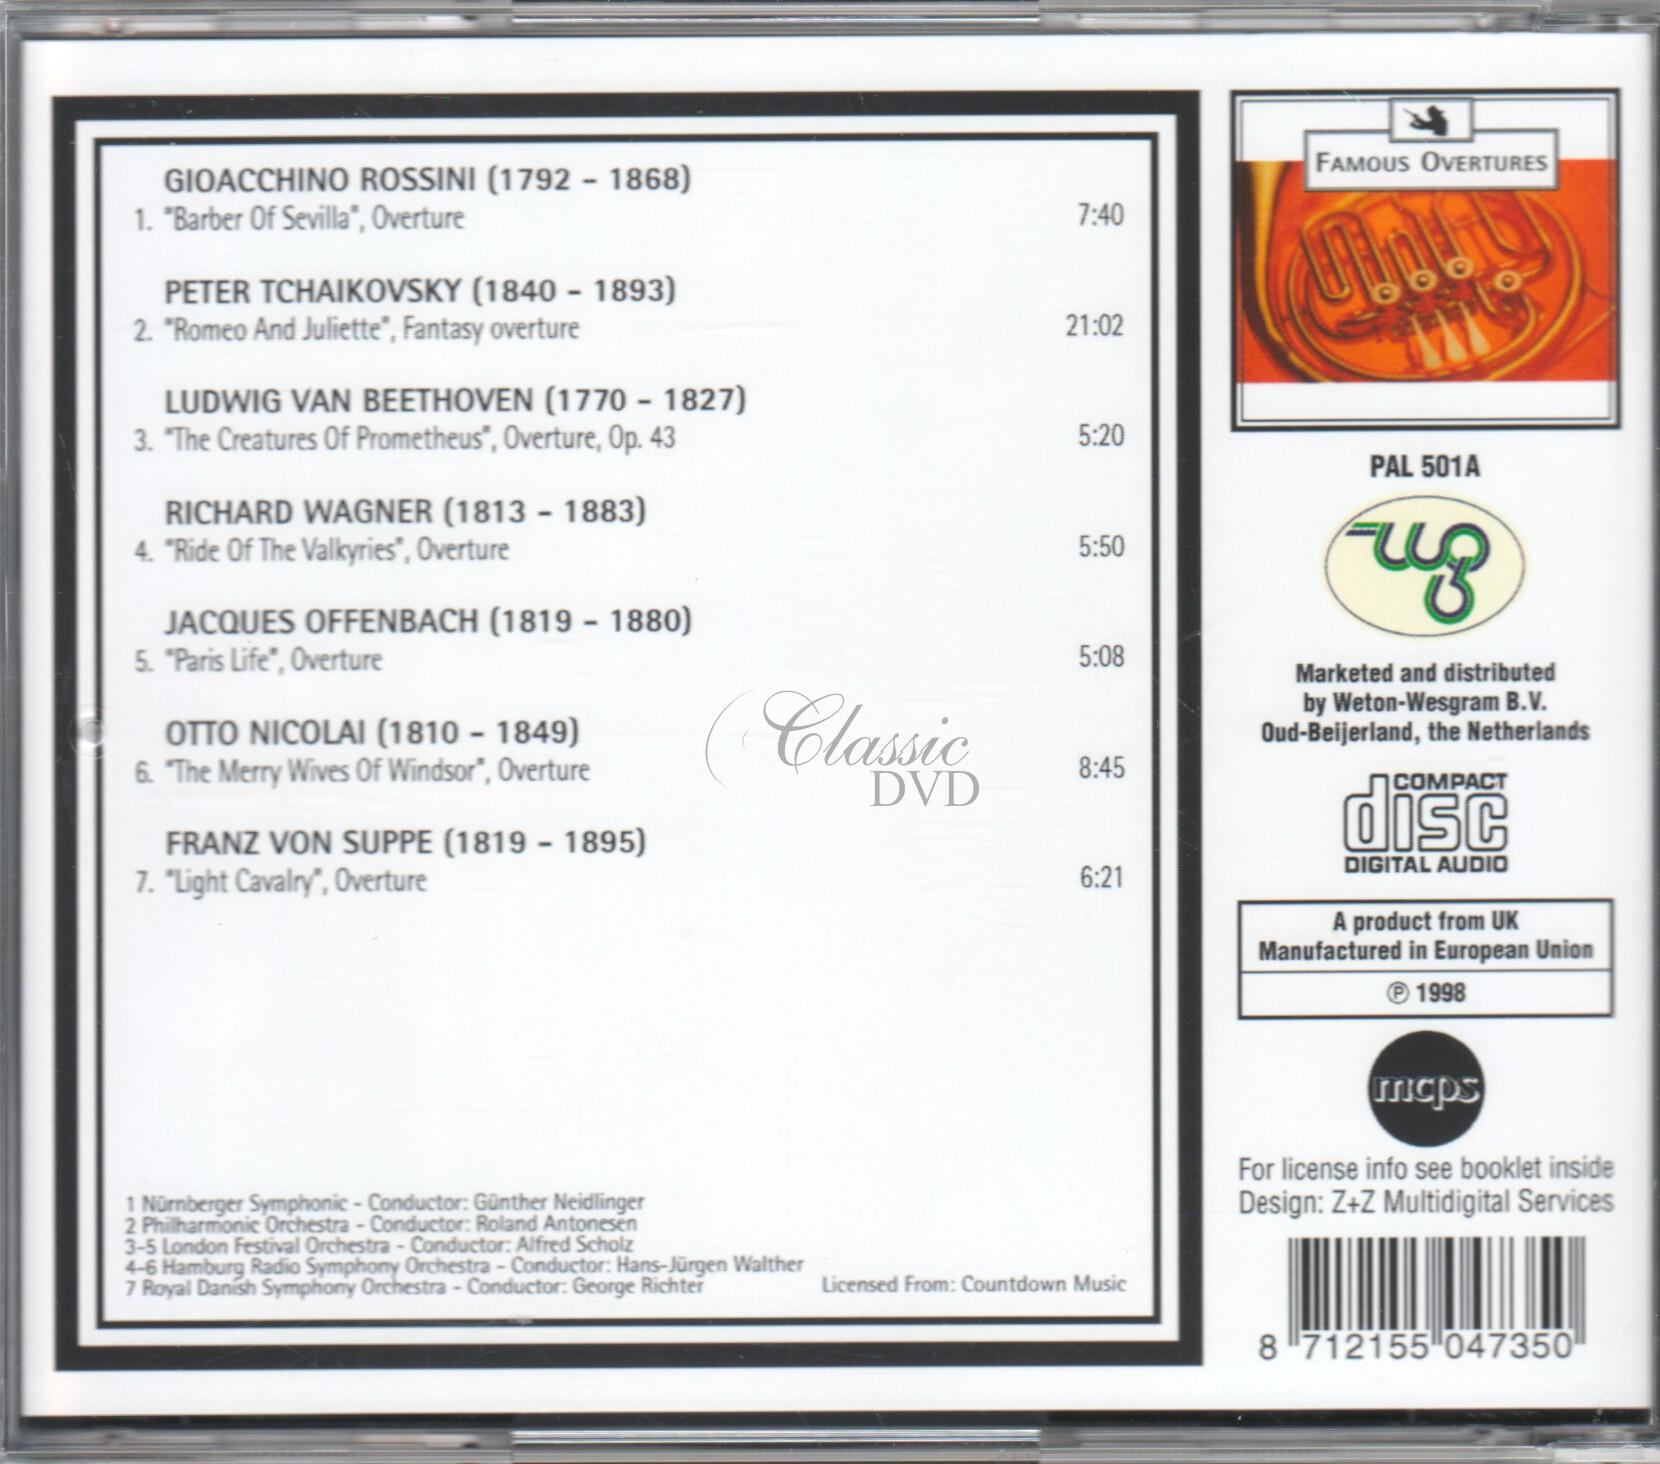 GIOACCHINO ROSSINI (1792 - 1868)
1. "Barber Of Sevilla", Overture 7:40
PETER TCHAIKOVSKY (1840 - 1893)
2. "Romeo And Juliette", Fantasy overture 21:02
LUDWIG VAN BEETHOVEN (1770 - 1827)
3. "The Creatures Of Prometheus", Overture, Op. 43 5:20
RICHARD WAGNER (1813 - 1883)
4. "Ride Of The Valkyries", Overture 5:50
JACQUES OFFENBACH (1819 - 1880)
5. "Paris Life", Overture 5:08
OTTO NICOLAI (1810 - 1849)
6. "The Merry Wives Of Windsor", Overture 8:45
FRANZ VON SUPPE (1819 - 1895)
7. "Light Cavalry", Overture 6:21
Classic
DVD
1 Nürnberger Symphonic - Conductor: Günther Neidlinger
2 Philharmonic Orchestra - Conductor: Roland Antonesen
3-5 London Festival Orchestra - Conductor: Alfred Scholz
4-6 Hamburg Radio Symphony Orchestra - Conductor: Hans-Jürgen Walther
7 Royal Danish Symphony Orchestra - Conductor: George Richter Licensed From: Countdown Music
FAMOUS OVERTURES
PAL 501A
Marketed and distributed
by Weton-Wesgram B.V.
Oud-Beijerland, the Netherlands
COMPACT
disc
DIGITAL AUDIO
A product from UK
Manufactured in European Union
℗ 1998
mcps
For license info see booklet inside
Design: Z+Z Multidigital Services
8 712155 047350